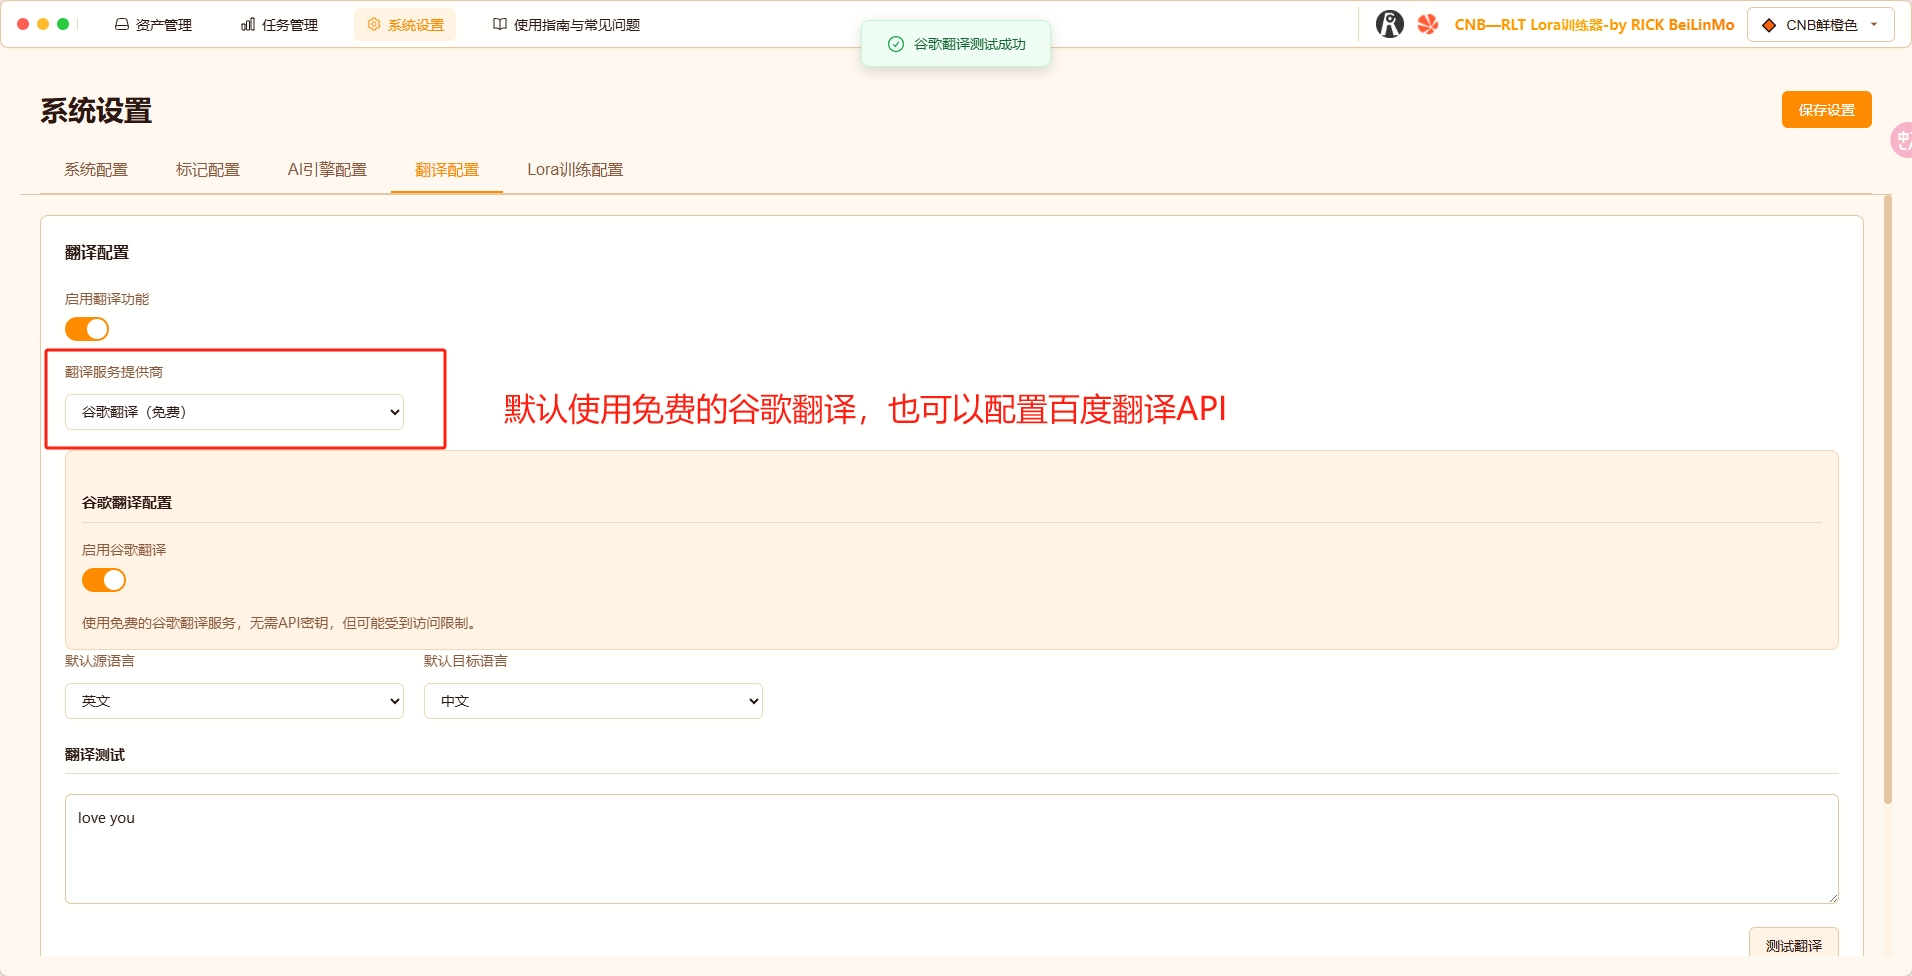 资产管理 任务管理 系统设置 使用指南与常见问题 CNB—RLT Lora训练器-by RICK BeiLinMo CNB鲜橙色
谷歌翻译测试成功
系统设置 保存设置
系统配置 标记配置 AI引擎配置 翻译配置 Lora训练配置
翻译配置
启用翻译功能
翻译服务提供商
谷歌翻译（免费）
默认使用免费的谷歌翻译，也可以配置百度翻译API
谷歌翻译配置
启用谷歌翻译
使用免费的谷歌翻译服务，无需API密钥，但可能受到访问限制。
默认源语言 默认目标语言
英文 中文
翻译测试
love you
测试翻译